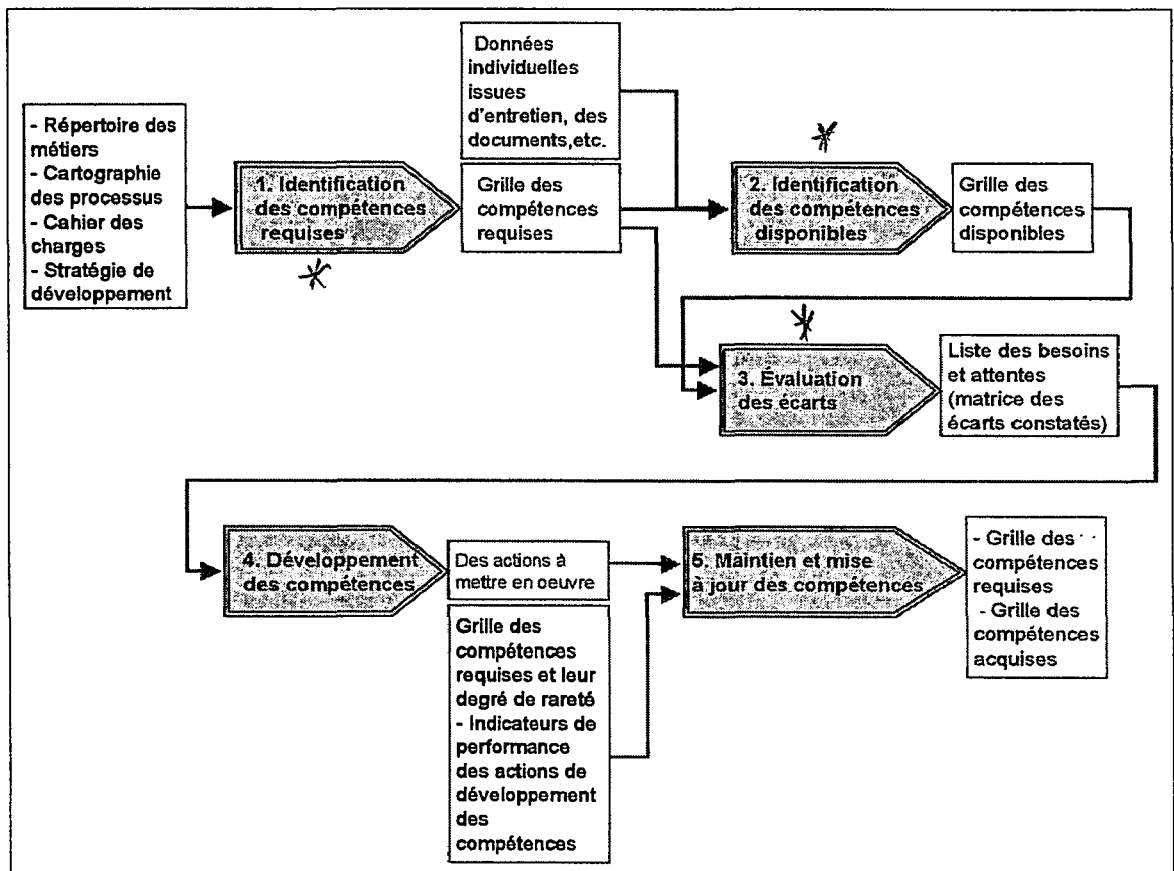 - Répertoire des
métiers
- Cartographie
des processus
- Cahier des
charges
- Stratégie de
développement
1. Identification
des compétences
requises
Données
individuelles
issues
d'entretien, des
documents,etc.
Grille des
compétences
requises
2. Identification
des compétences
disponibles
Grille des
compétences
disponibles
3. Évaluation
des écarts
Liste des besoins
et attentes
(matrice des
écarts constatés)
4. Développement
des compétences
Des actions à
mettre en oeuvre
Grille des
compétences
requises et leur
degré de rareté
- Indicateurs de
performance
des actions de
développement
des
compétences
5. Maintien et mise
à jour des compétences
- Grille des
compétences
requises
- Grille des
compétences
acquises